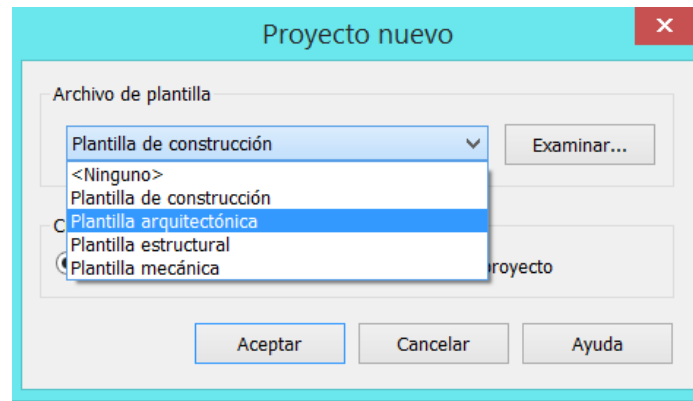 Proyecto nuevo
Archivo de plantilla
Plantilla de construcción
Examinar...
<Ninguno>
Plantilla de construcción
Plantilla arquitectónica
Plantilla estructural
Plantilla mecánica
Aceptar
Cancelar
Ayuda